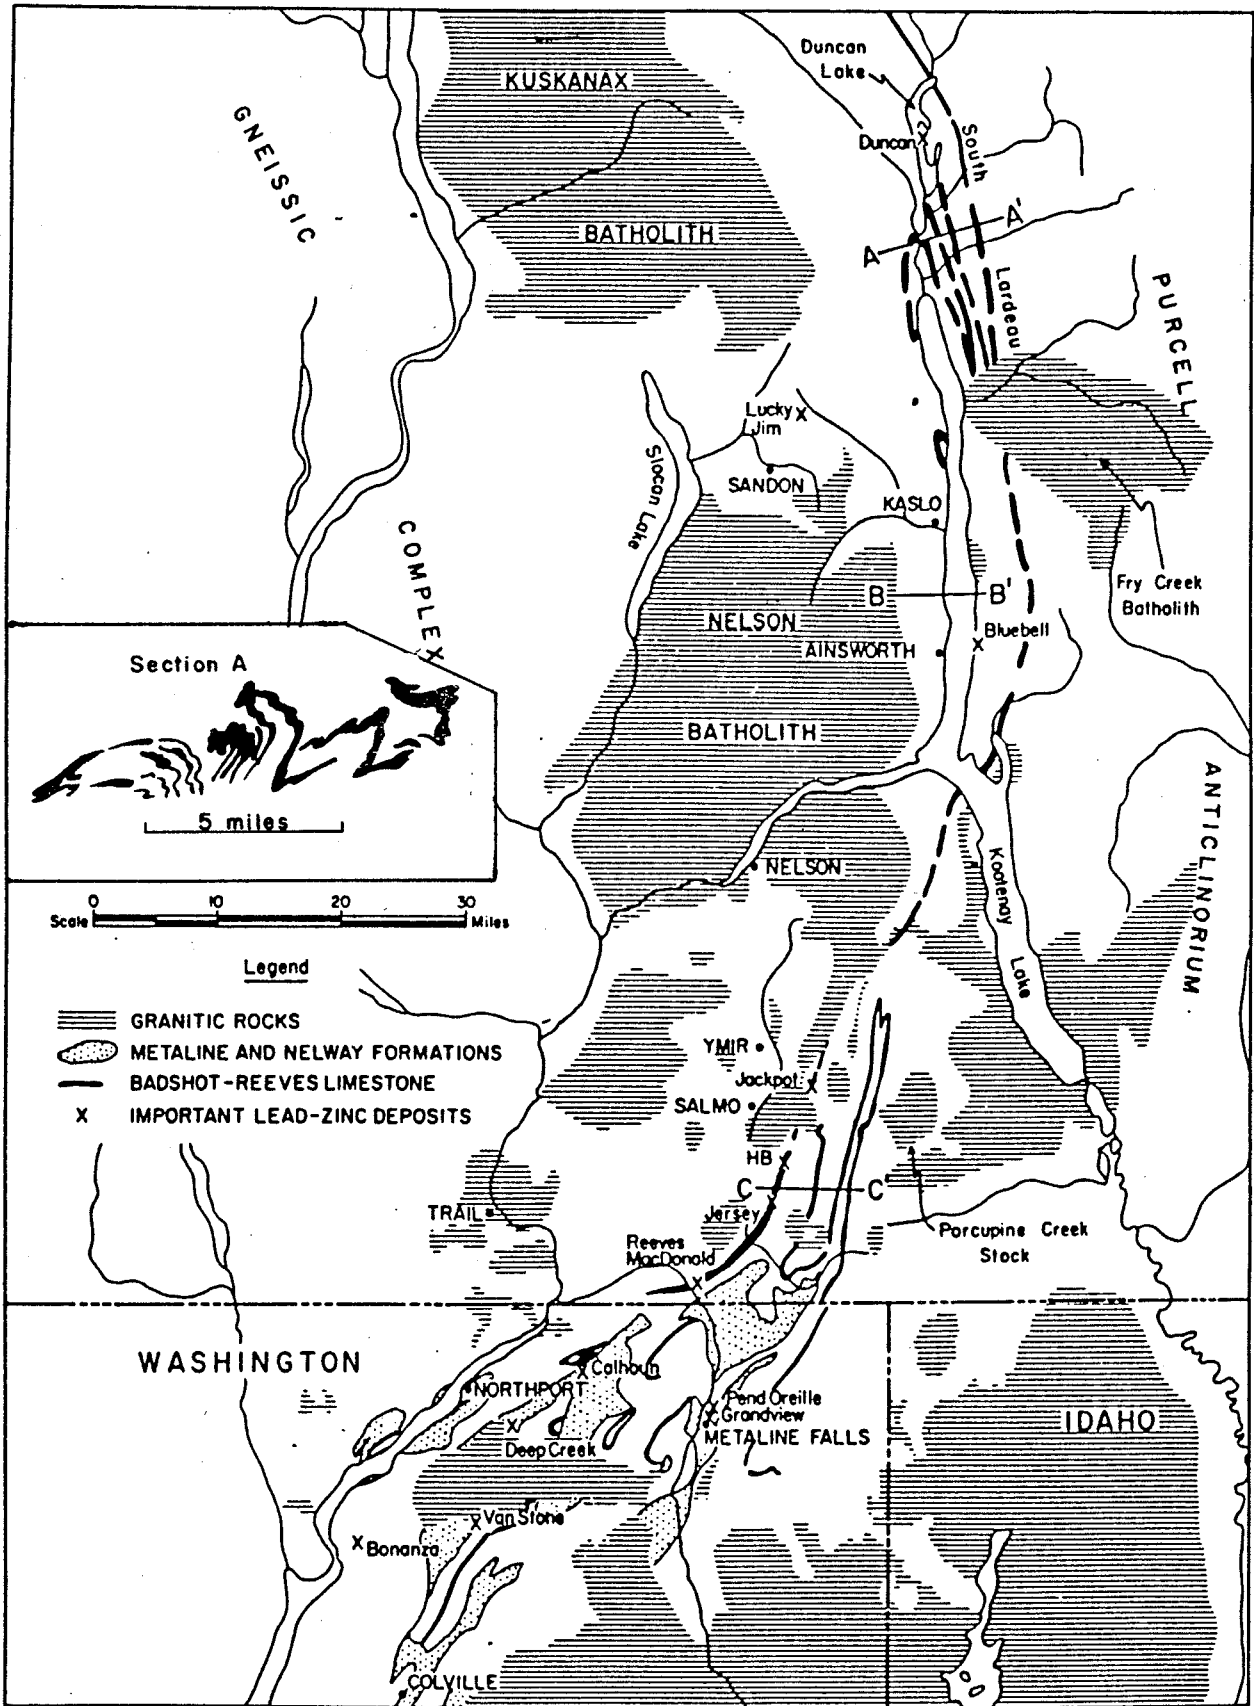 KUSKANAX
BATHOLITH
GNEISSIC
COMPLEX
Duncan
Lake
Duncan
South
Lardeau
A
A'
PURCELL
ANTICLINORIUM
Lucky
Jim
SANDON
Slocan Lake
KASLO
B
B'
Fry Creek
Batholith
NELSON
BATHOLITH
AINSWORTH
Bluebell
Section A
5 miles
NELSON
Kootenay
Lake
0 10 20 30
Scale
Miles
Legend
GRANITIC ROCKS
METALINE AND NELWAY FORMATIONS
BADSHOT-REEVES LIMESTONE
X IMPORTANT LEAD-ZINC DEPOSITS
YMIR
Jackpot
SALMO
HB
C
C'
Jersey
TRAIL
Reeves
MacDonald
Porcupine Creek
Stock
WASHINGTON
IDAHO
Calhoun
NORTHPORT
Deep Creek
Pend Oreille
Grandview
METALINE FALLS
Van Stone
Bonanza
COLVILLE